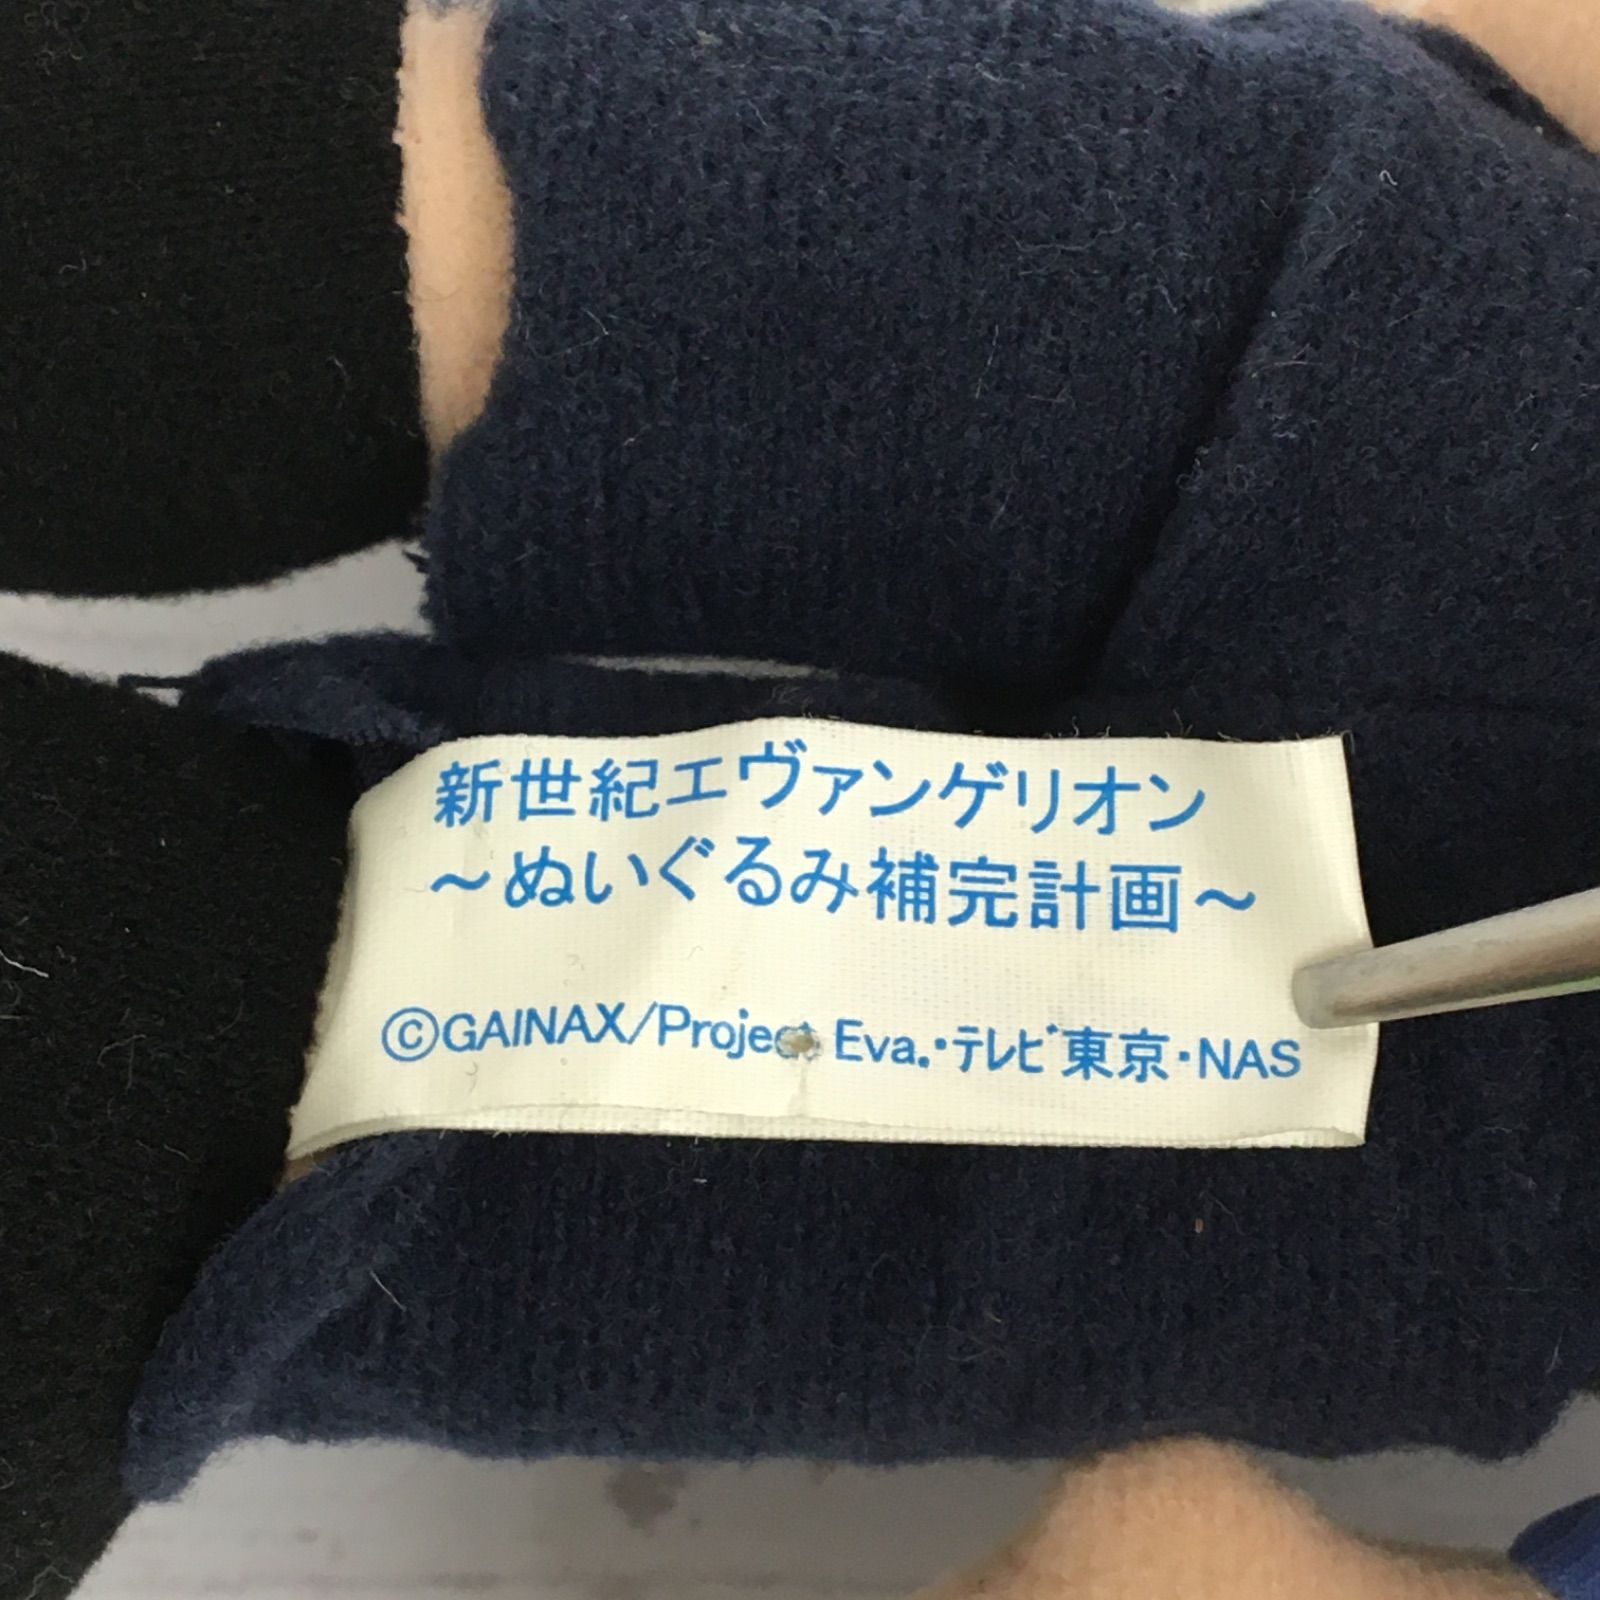 新世紀エヴァンゲリオン
～ぬいぐるみ補完計画～
©GAINAX/Project Eva.・テレビ東京・NAS